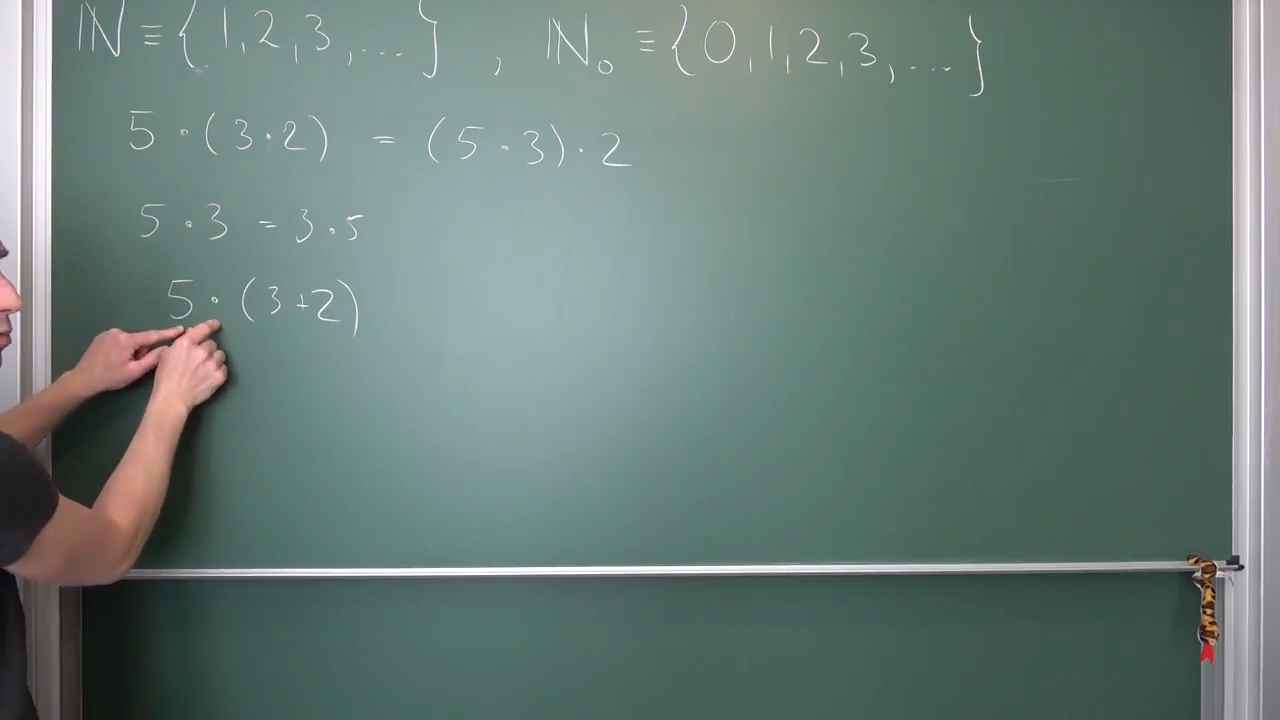 ℕ ≡ {1,2,3,...} , ℕ₀ ≡ {0,1,2,3,...}
5 · (3 · 2) = (5 · 3) · 2
5 · 3 = 3 · 5
5 · (3+2)